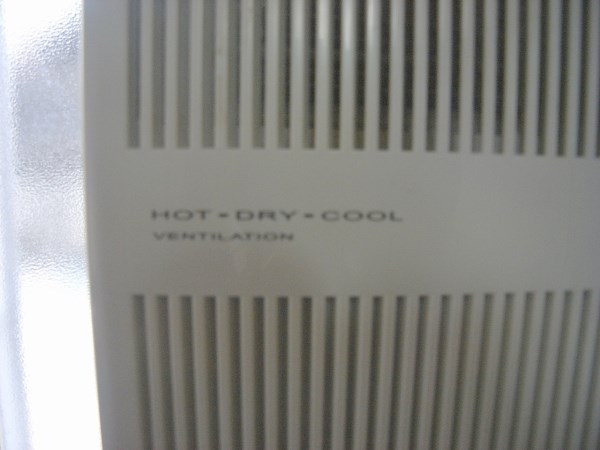 HOT - DRY - COOL
VENTILATION